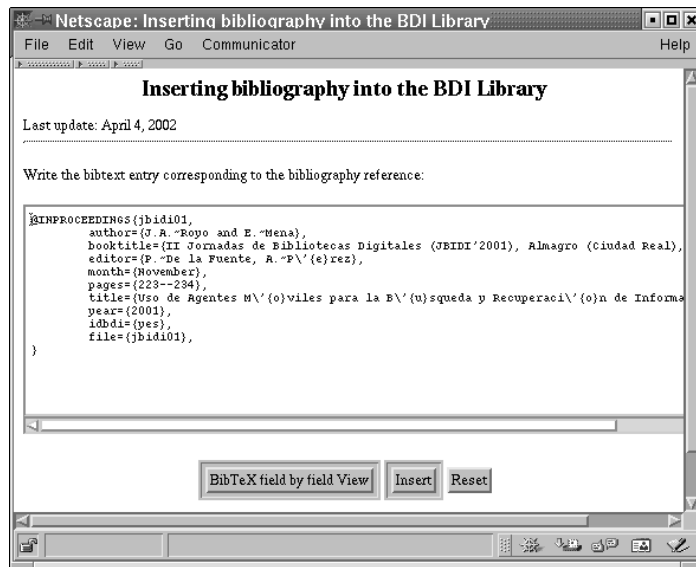 Netscape: Inserting bibliography into the BDI Library
File Edit View Go Communicator Help
Inserting bibliography into the BDI Library
Last update: April 4, 2002
Write the bibtext entry corresponding to the bibliography reference:
@INPROCEEDINGS{jbidi01,
author={J.A.~Royo and E.~Mena},
booktitle={II Jornadas de Bibliotecas Digitales (JBIDI'2001), Almagro (Ciudad Real),
editor={P.~De la Fuente, A.~P\'{e}rez},
month={November},
pages={223--234},
title={Uso de Agentes M\'{o}viles para la B\'{u}squeda y Recuperaci\'{o}n de Informa
year={2001},
idbdi={yes},
file={jbidi01},
}
BibTeX field by field View Insert Reset